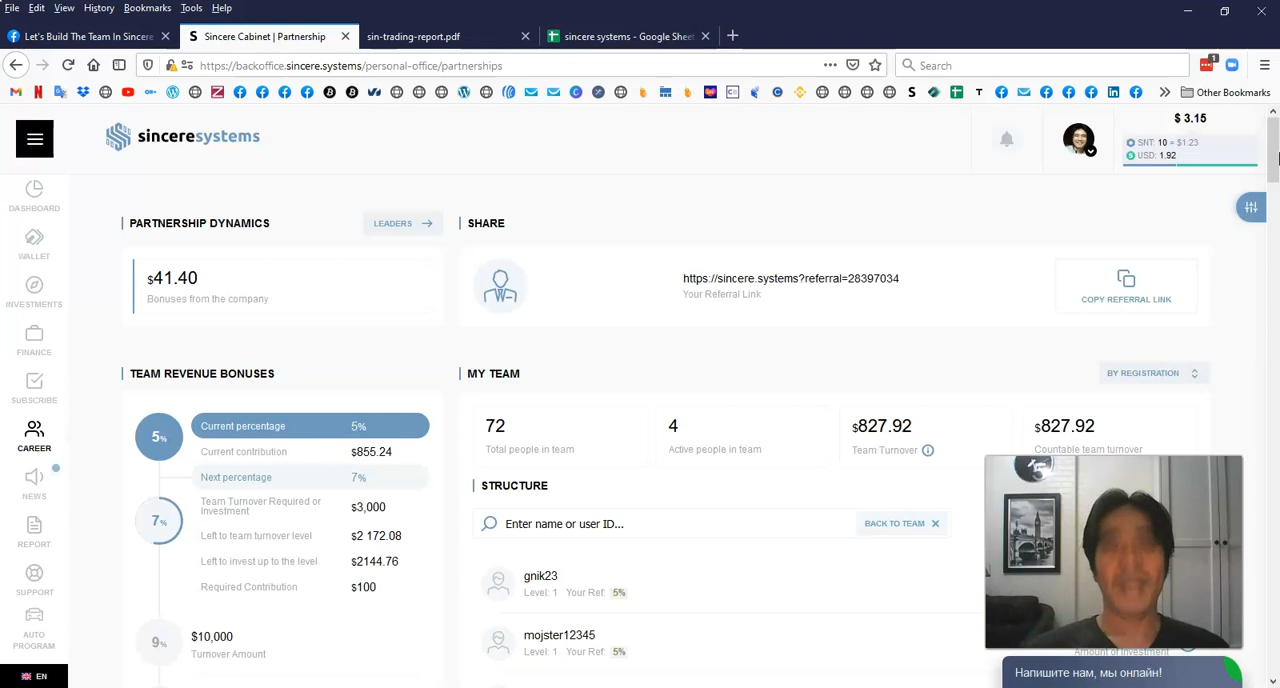 File Edit View History Bookmarks Tools Help
Let's Build The Team In Sincere
Sincere Cabinet | Partnership
sin-trading-report.pdf
sincere systems - Google Sheet
https://backoffice.sincere.systems/personal-office/partnerships
Search
1
Other Bookmarks
sinceresystems
$ 3.15
SNT: 10 = $1.23
USD: 1.92
DASHBOARD
WALLET
INVESTMENTS
FINANCE
SUBSCRIBE
CAREER
NEWS
REPORT
SUPPORT
AUTO
PROGRAM
EN
PARTNERSHIP DYNAMICS
LEADERS
$41.40
Bonuses from the company
SHARE
https://sincere.systems?referral=28397034
Your Referral Link
COPY REFERRAL LINK
TEAM REVENUE BONUSES
5%
Current percentage 5%
Current contribution $855.24
Next percentage 7%
7%
Team Turnover Required or
Investment
$3,000
Left to team turnover level $2 172.08
Left to invest up to the level $2144.76
Required Contribution $100
9%
$10,000
Turnover Amount
MY TEAM
BY REGISTRATION
72
Total people in team
4
Active people in team
$827.92
Team Turnover
$827.92
Countable team turnover
STRUCTURE
Enter name or user ID...
BACK TO TEAM
gnik23
Level: 1 Your Ref: 5%
mojster12345
Level: 1 Your Ref: 5%
Amount of Investment
Напишите нам, мы онлайн!